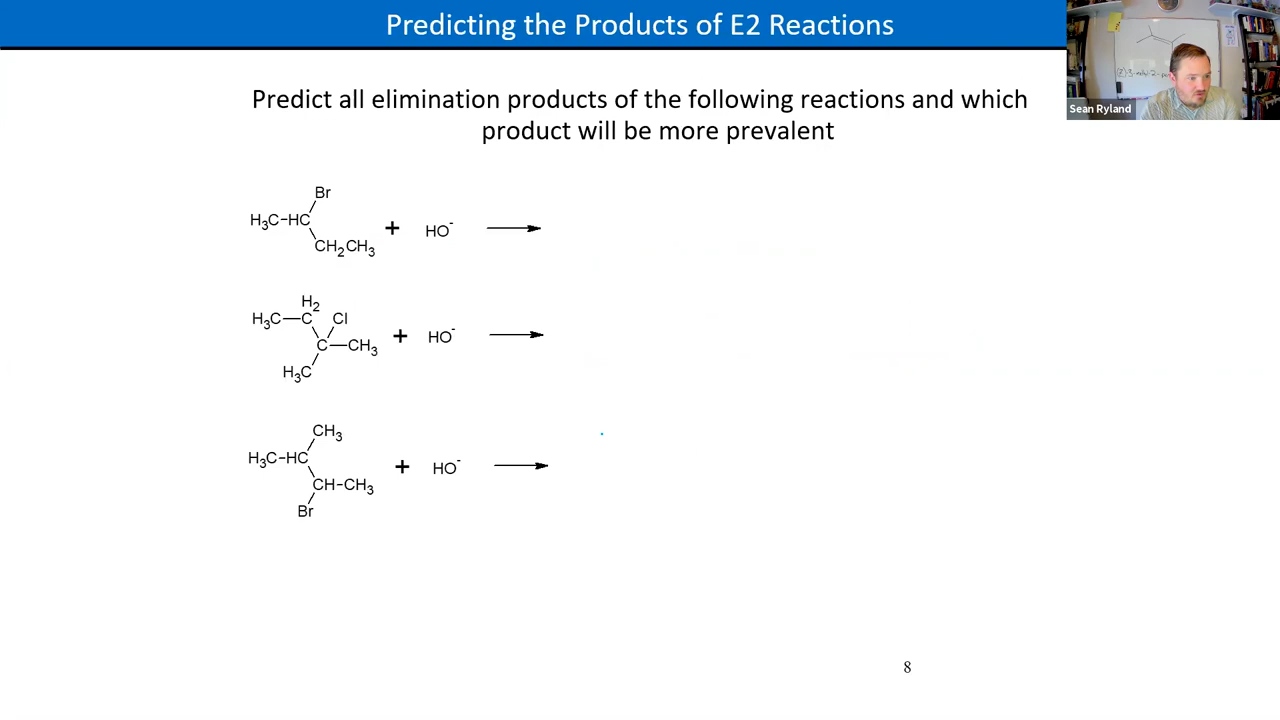 Predicting the Products of E2 Reactions
Sean Ryland
Predict all elimination products of the following reactions and which
product will be more prevalent
Br
H3C-HC
CH2CH3
+ HO-
H2
H3C-C Cl
C-CH3
H3C
+ HO-
CH3
H3C-HC
CH-CH3
Br
+ HO-
8